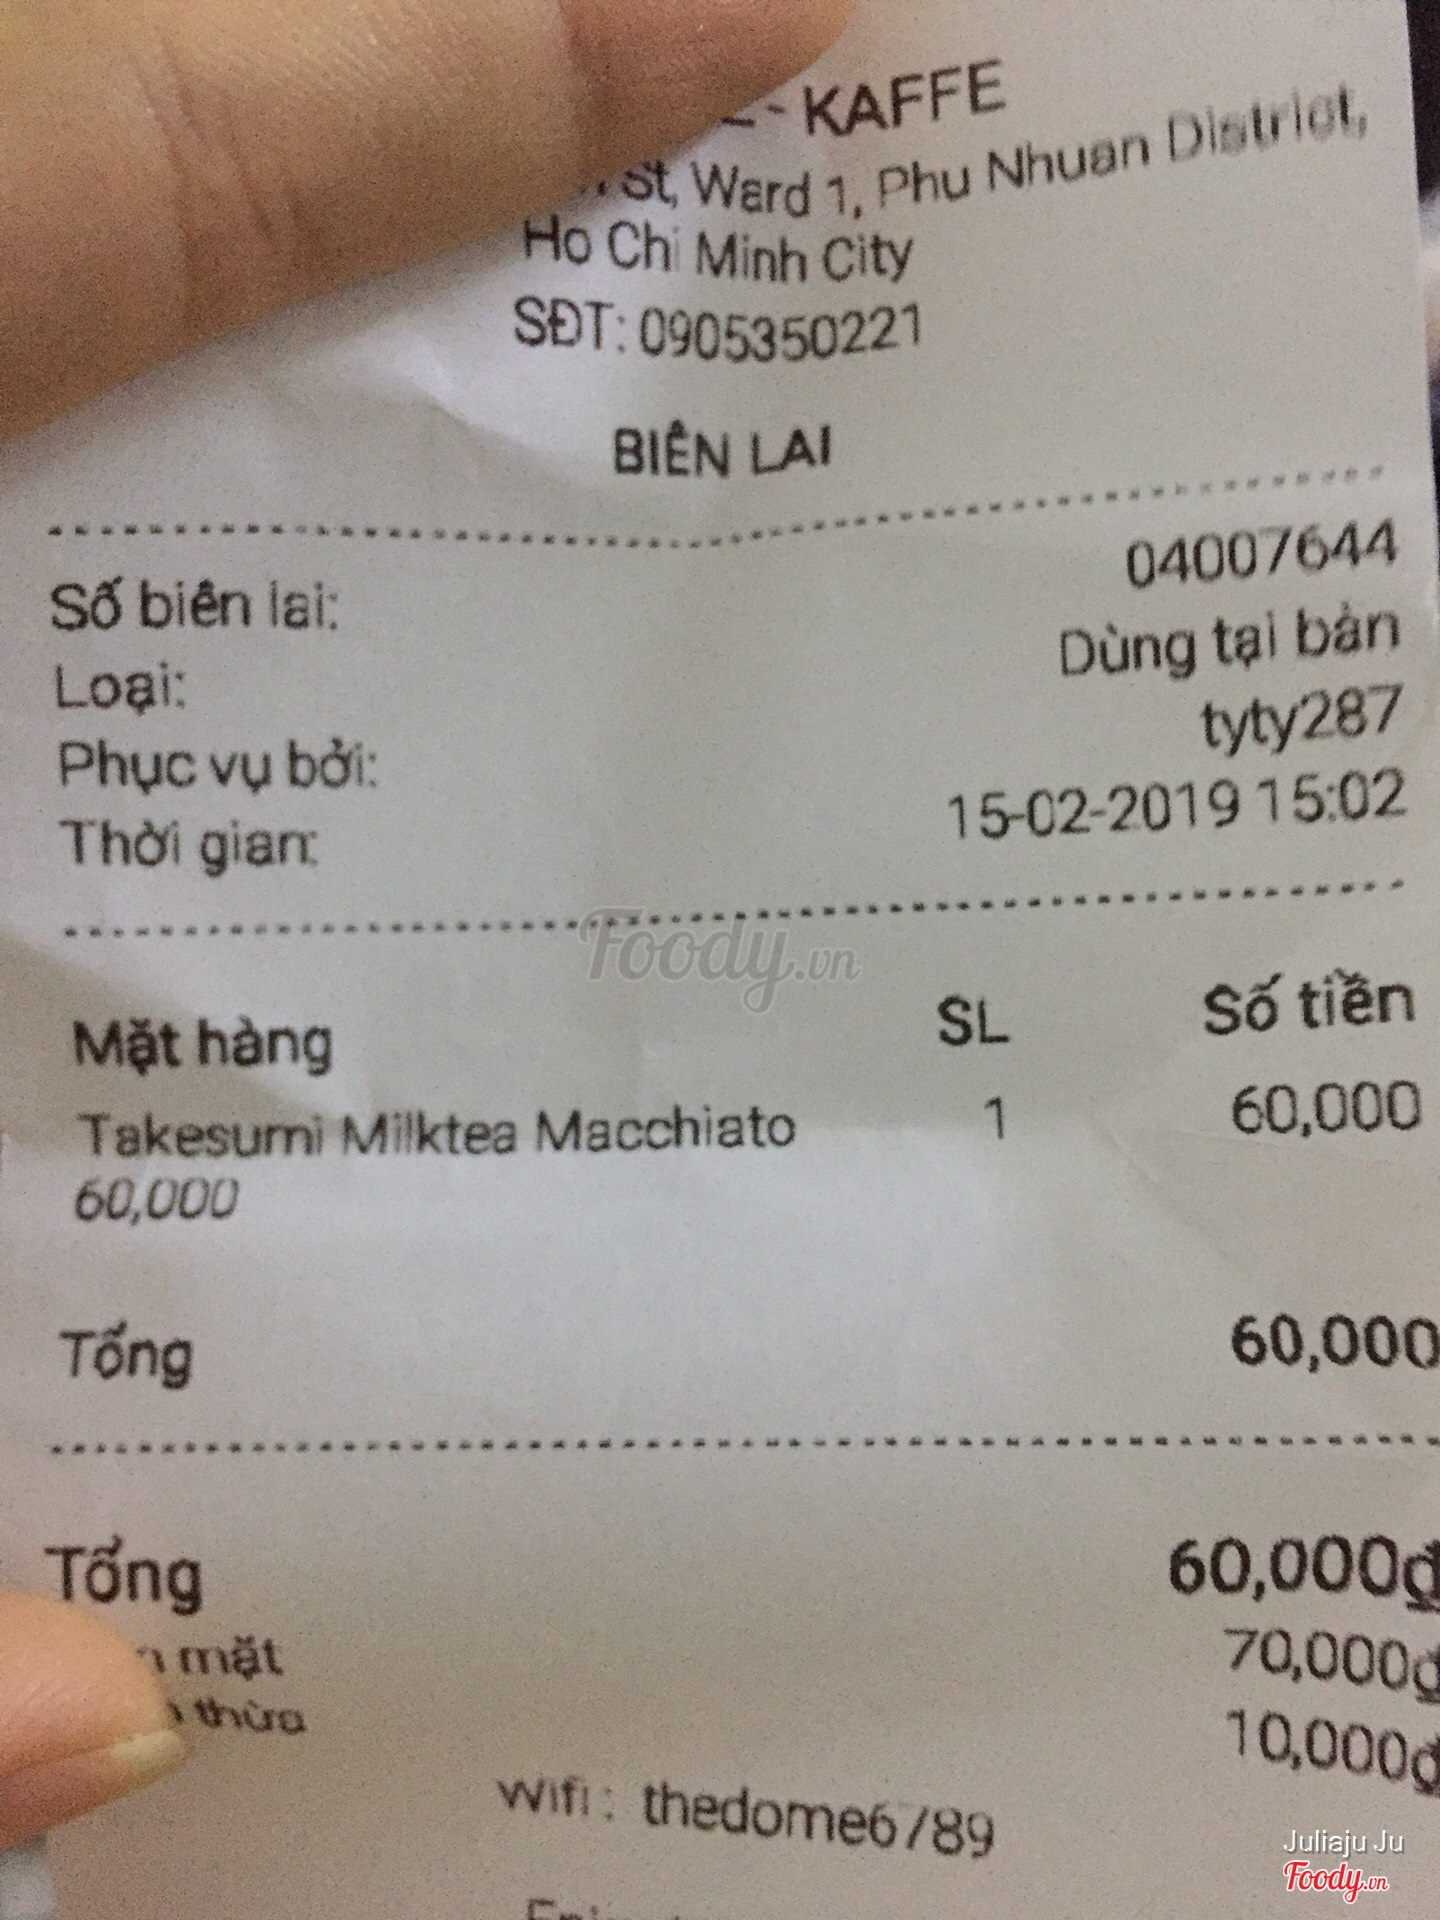 - KAFFE
St, Ward 1, Phu Nhuan District,
Ho Chi Minh City
SĐT: 0905350221
BIÊN LAI
Số biên lai: 04007644
Loại: Dùng tại bàn
Phục vụ bởi: tyty287
Thời gian: 15-02-2019 15:02
Foody.vn
Mặt hàng SL Số tiền
Takesumi Milktea Macchiato 1 60,000
60,000
Tổng 60,000
Tổng 60,000₫
mặt 70,000₫
thừa 10,000₫
Wifi : thedome6789
Juliaju Ju
Foody.vn